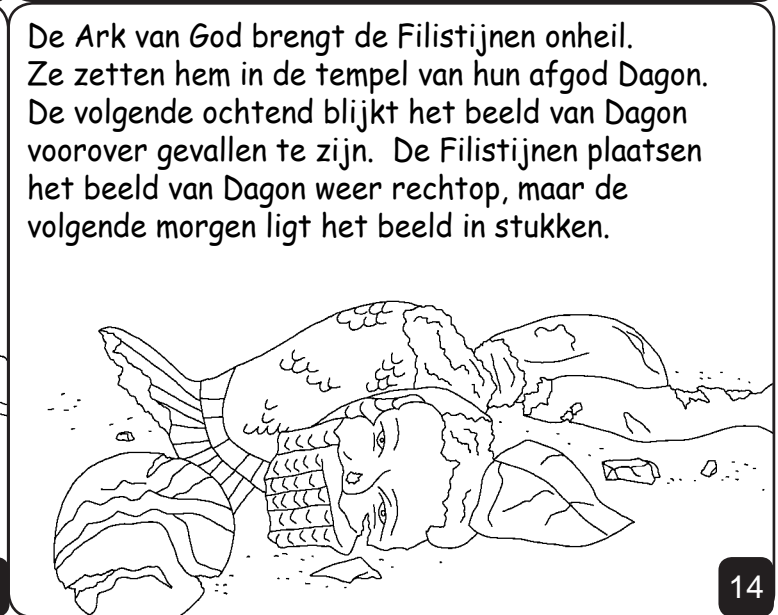 De Ark van God brengt de Filistijnen onheil.
Ze zetten hem in de tempel van hun afgod Dagon.
De volgende ochtend blijkt het beeld van Dagon
voorover gevallen te zijn.  De Filistijnen plaatsen
het beeld van Dagon weer rechtop, maar de
volgende morgen ligt het beeld in stukken.
14